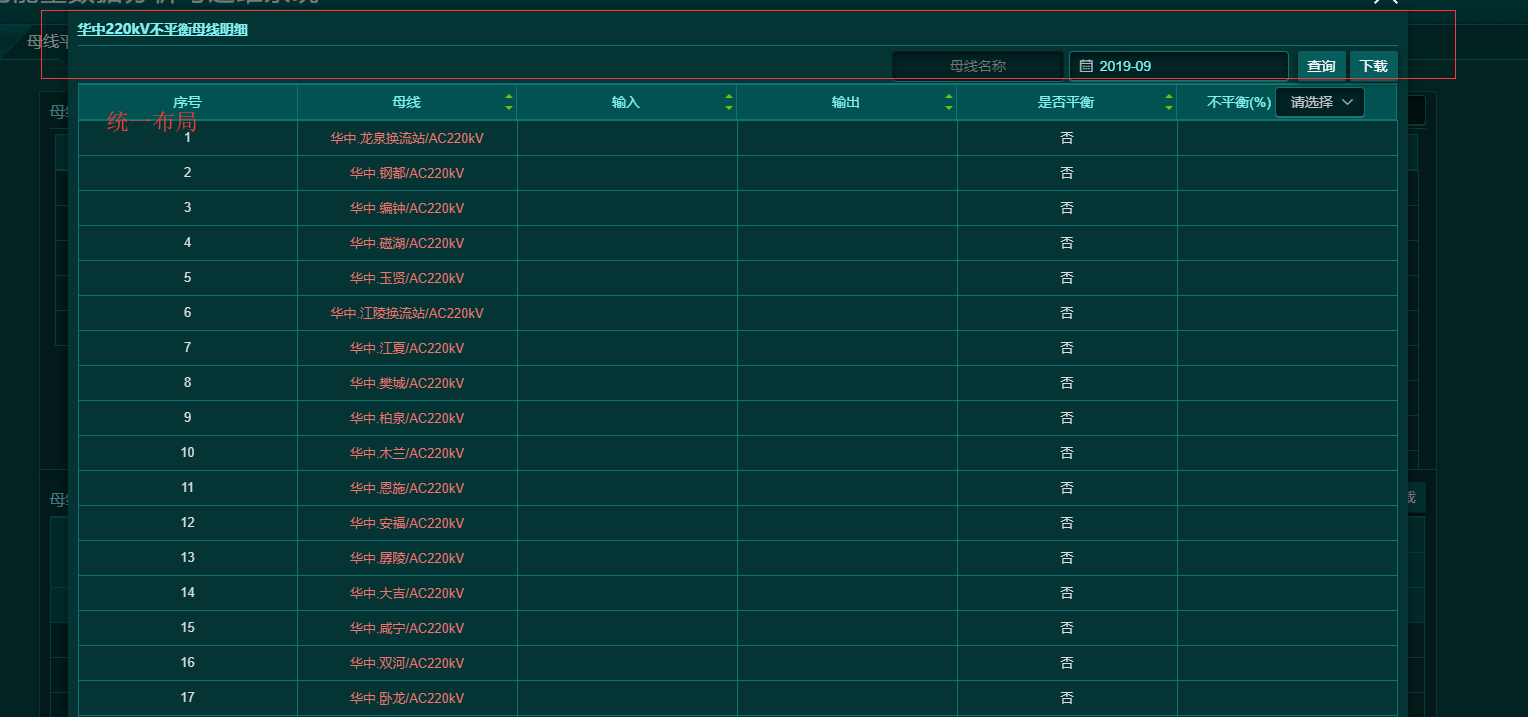 华中220kV不平衡母线明细
母线平
母线名称 2019-09 查询 下载
序号 母线 输入 输出 是否平衡 不平衡(%) 请选择
统一布局
1 华中.龙泉换流站/AC220kV 否
2 华中.钢都/AC220kV 否
3 华中.编钟/AC220kV 否
4 华中.磁湖/AC220kV 否
5 华中.玉贤/AC220kV 否
6 华中.江陵换流站/AC220kV 否
7 华中.江夏/AC220kV 否
8 华中.樊城/AC220kV 否
9 华中.柏泉/AC220kV 否
10 华中.木兰/AC220kV 否
11 华中.恩施/AC220kV 否
12 华中.安福/AC220kV 否
13 华中.孱陵/AC220kV 否
14 华中.大吉/AC220kV 否
15 华中.咸宁/AC220kV 否
16 华中.双河/AC220kV 否
17 华中.卧龙/AC220kV 否